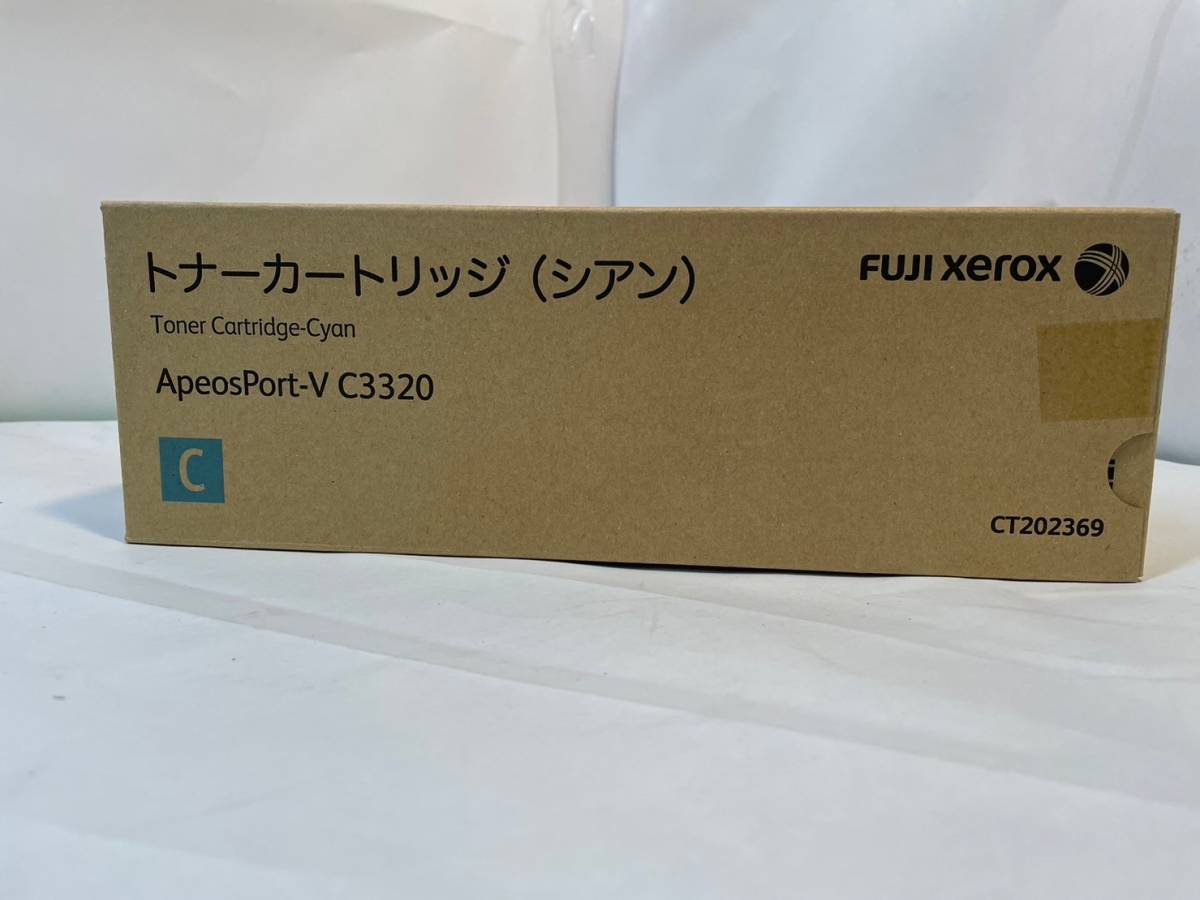 トナーカートリッジ（シアン）
FUJI xerox
Toner Cartridge-Cyan
ApeosPort-V C3320
C
CT202369